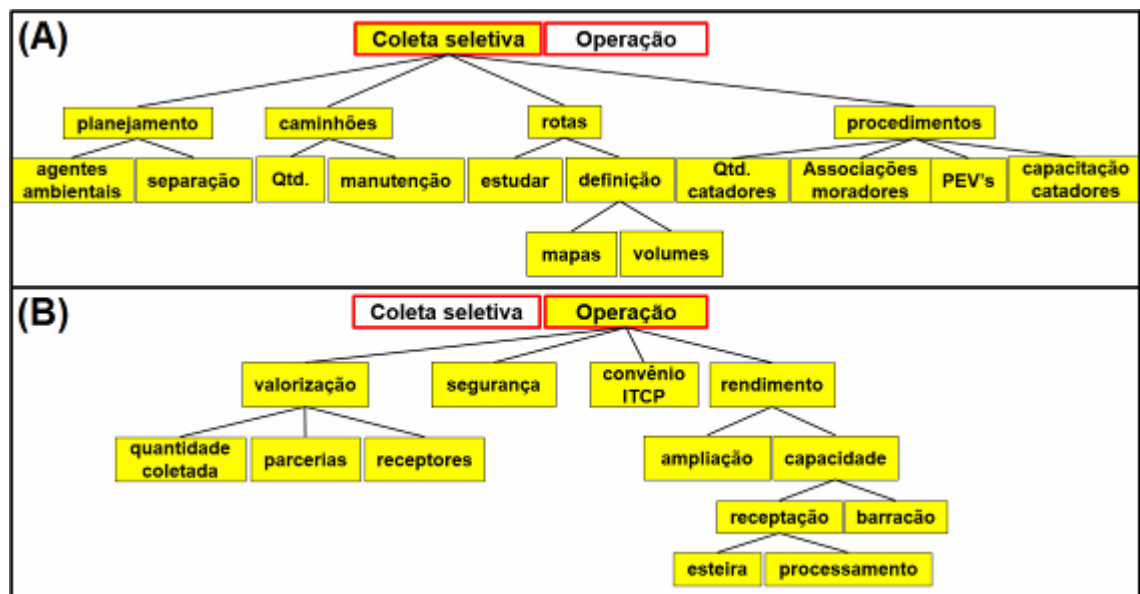 (A)
Coleta seletiva
Operação
planejamento
caminhões
rotas
procedimentos
agentes
ambientais
separação
Qtd.
manutenção
estudar
definição
Qtd.
catadores
Associações
moradores
PEV's
capacitação
catadores
mapas
volumes
(B)
Coleta seletiva
Operação
valorização
segurança
convênio
ITCP
rendimento
quantidade
coletada
parcerias
receptores
ampliação
capacidade
receptação
barracão
esteira
processamento